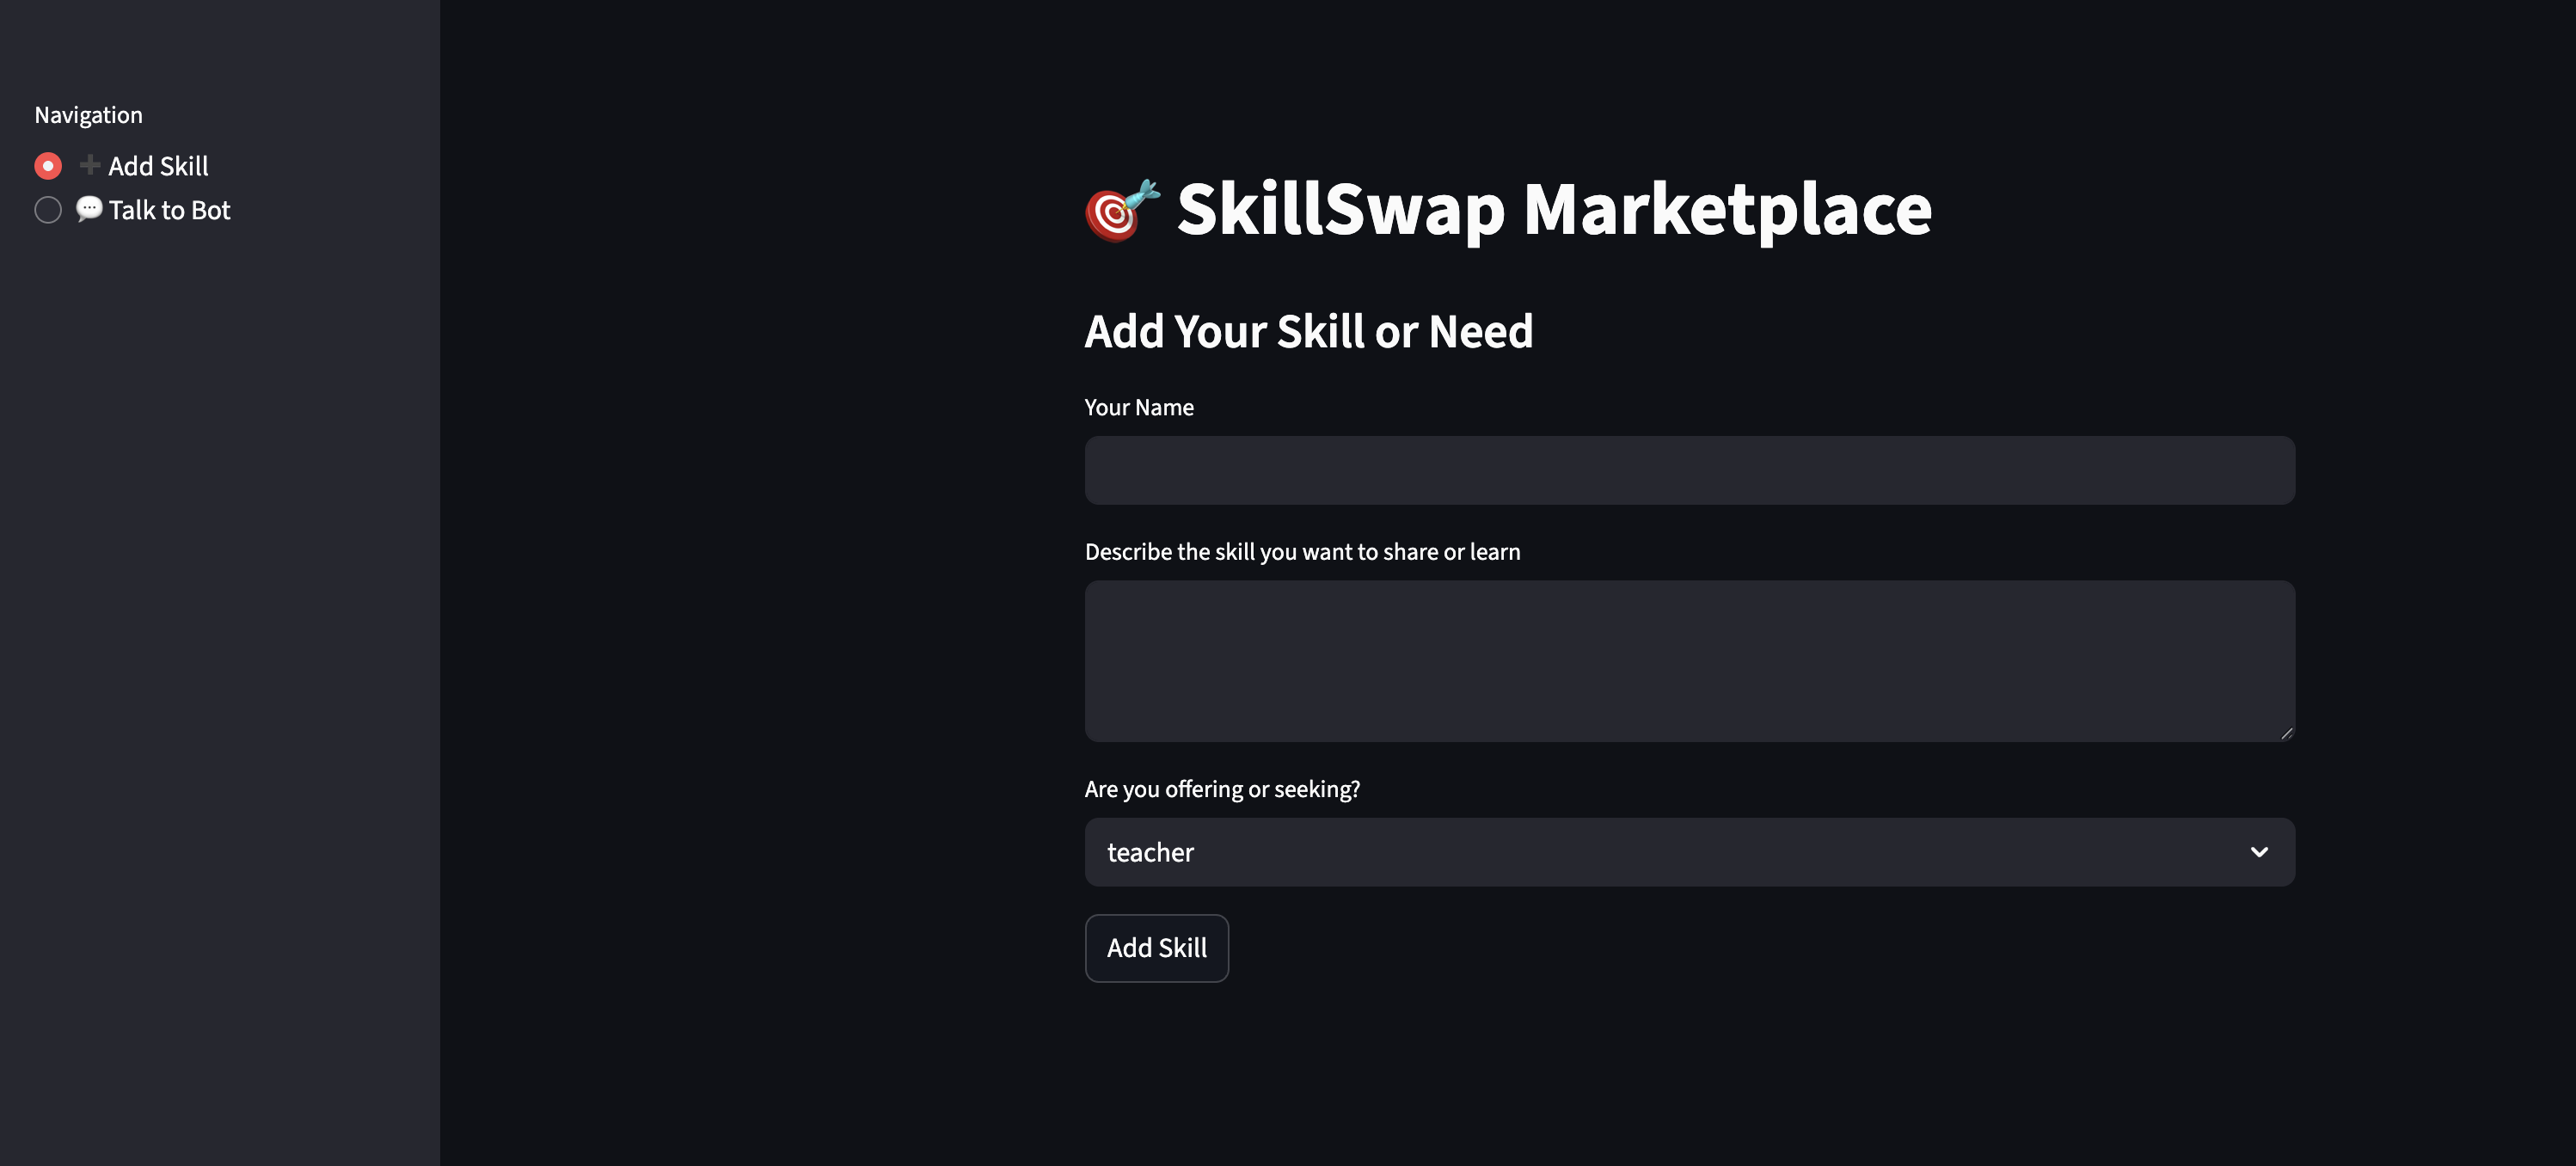 Navigation
➕ Add Skill
💬 Talk to Bot
🎯 SkillSwap Marketplace
Add Your Skill or Need
Your Name
Describe the skill you want to share or learn
Are you offering or seeking?
teacher
Add Skill